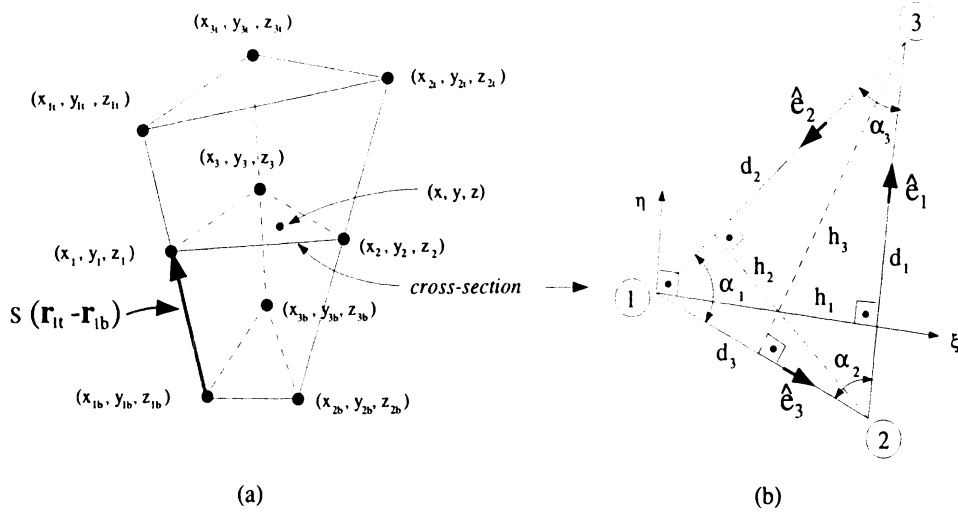 (x3t , y3t , z3t )
(x2t , y2t, z2t )
(x1t , y1t , z1t )
(x3 , y3 , z3 )
(x, y, z)
(x1 , y1, z1 )
(x2 , y2 , z2 )
cross-section
s (r1t -r1b)
(x3b , y3b, z3b )
(x1b , y1b, z1b )
(x2b , y2b, z2b )
(a)
3
ê2
α3
d2
ê1
η
h3
h2
d1
α1
1
h1
ξ
d3
α2
ê3
2
(b)